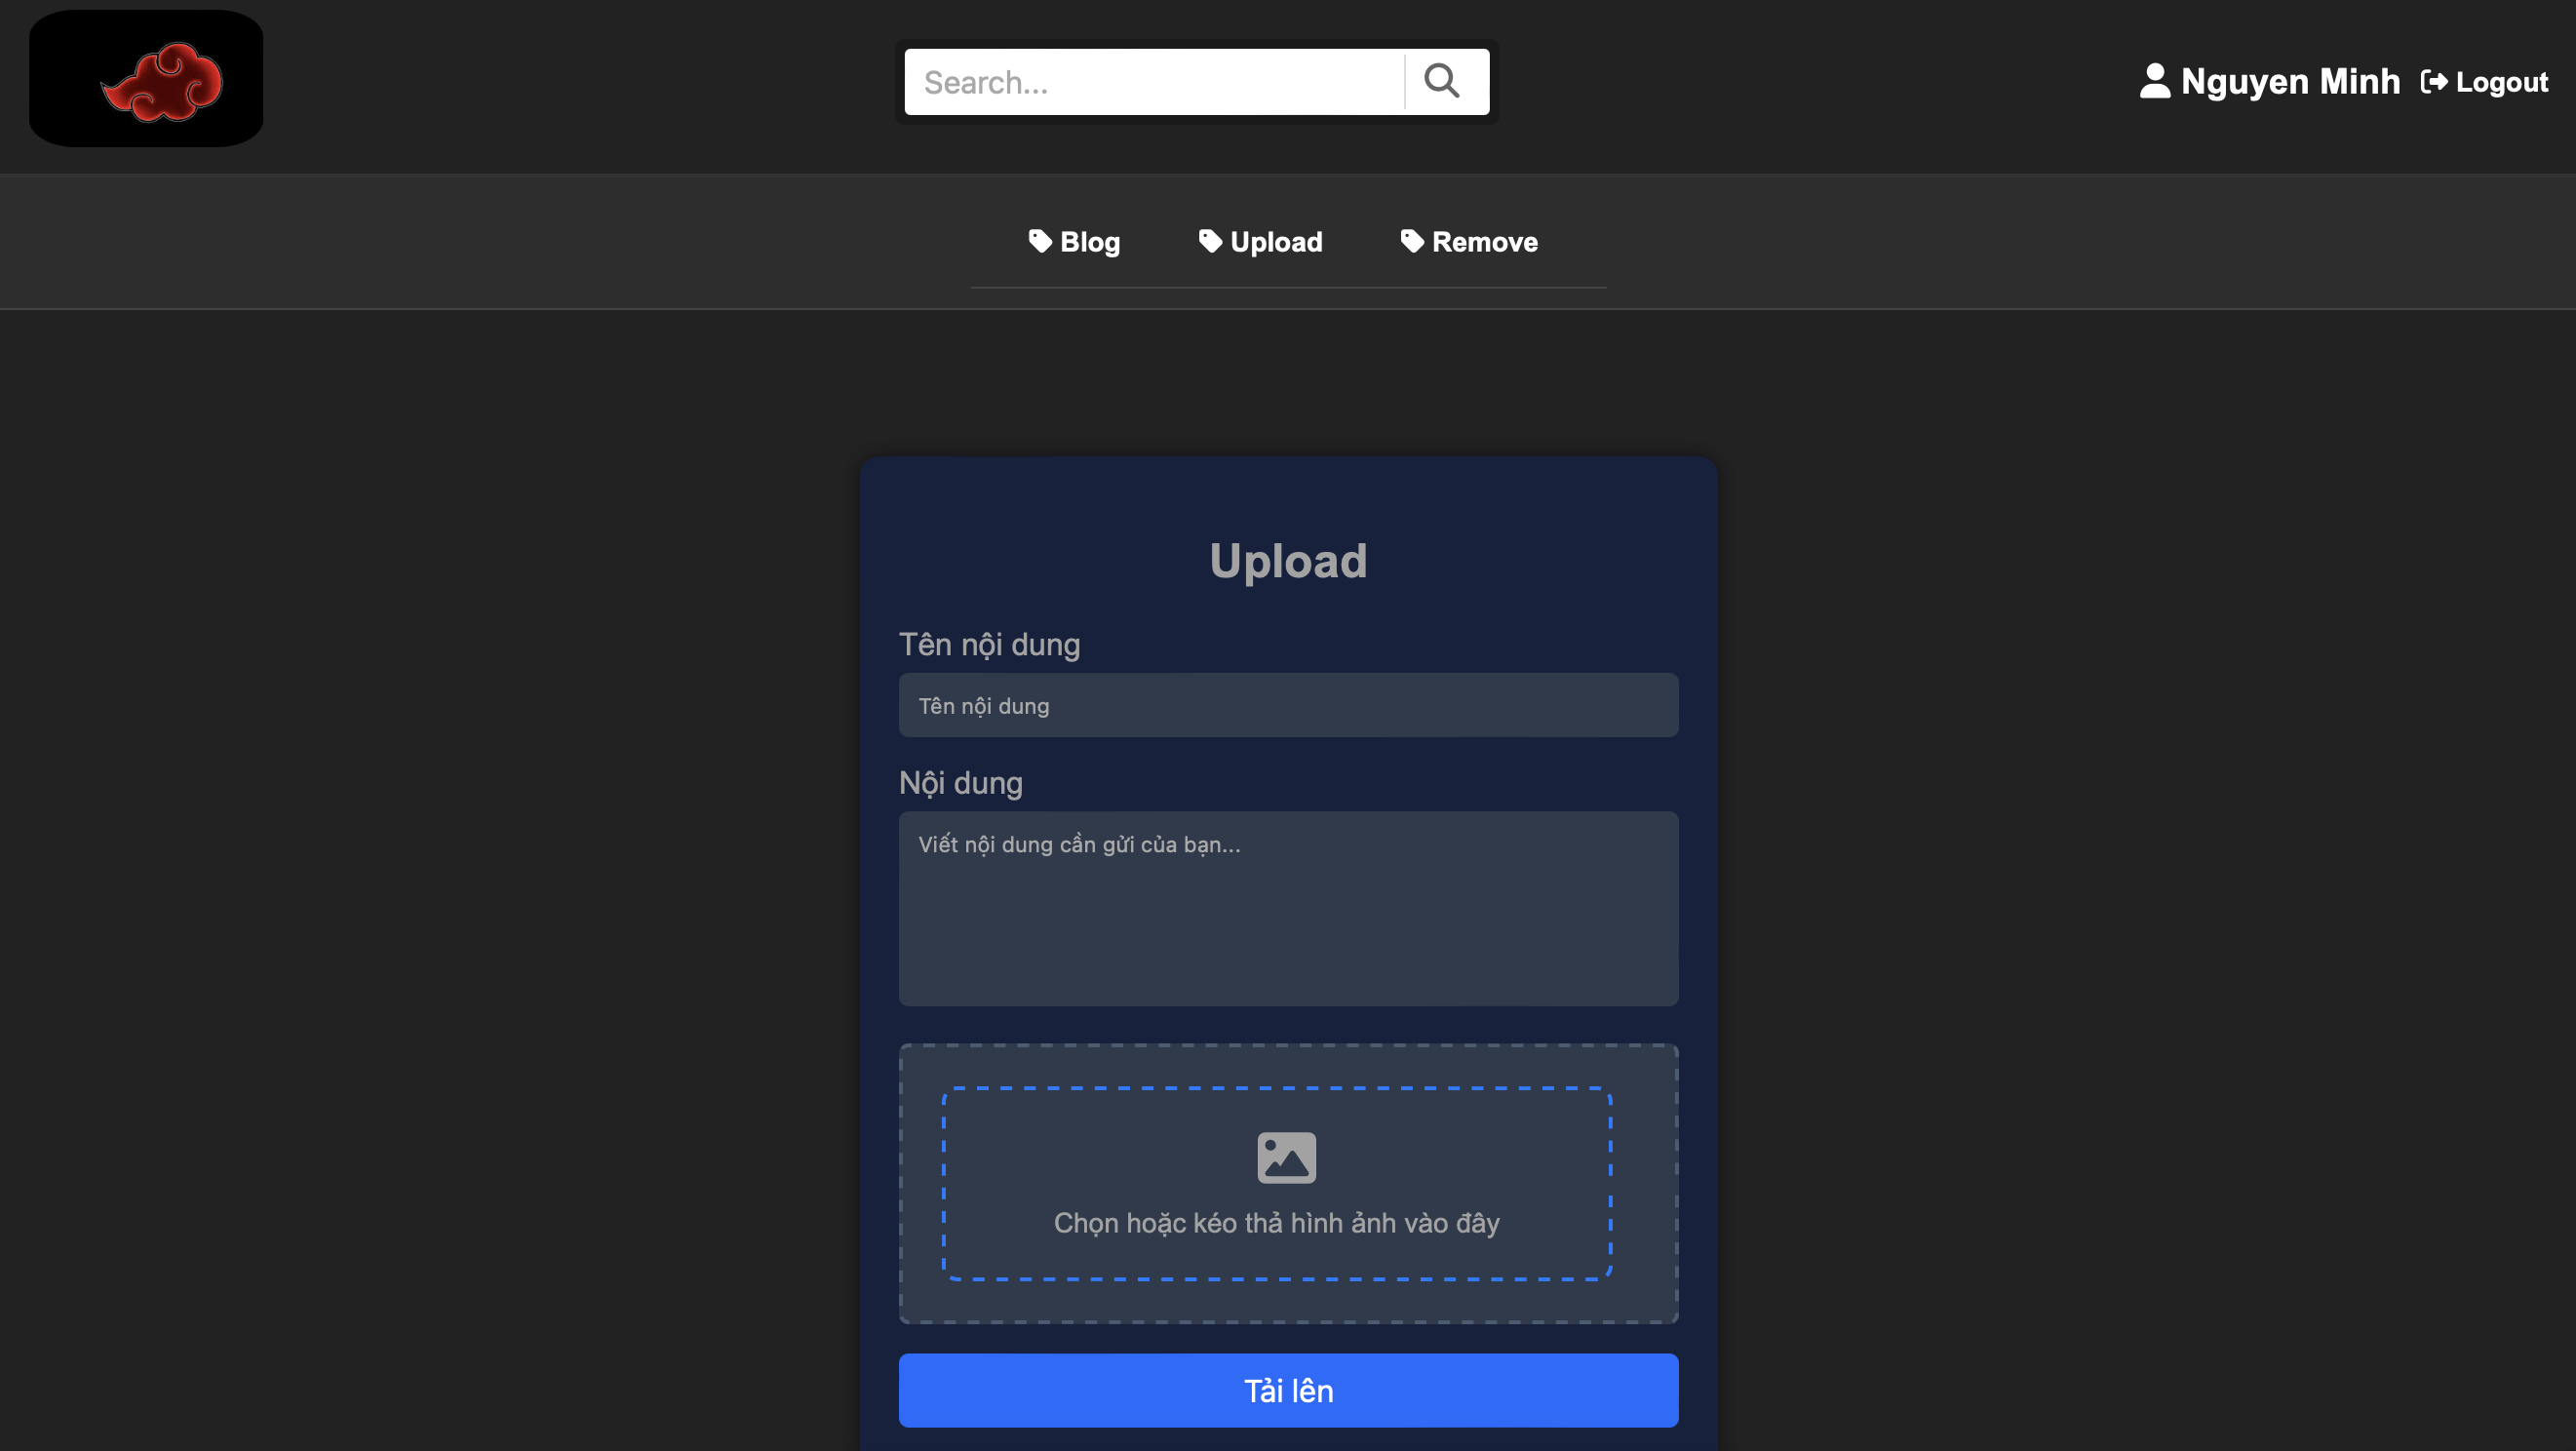 Search...
Nguyen Minh
Logout
Blog
Upload
Remove
Upload
Tên nội dung
Tên nội dung
Nội dung
Viết nội dung cần gửi của bạn...
Chọn hoặc kéo thả hình ảnh vào đây
Tải lên